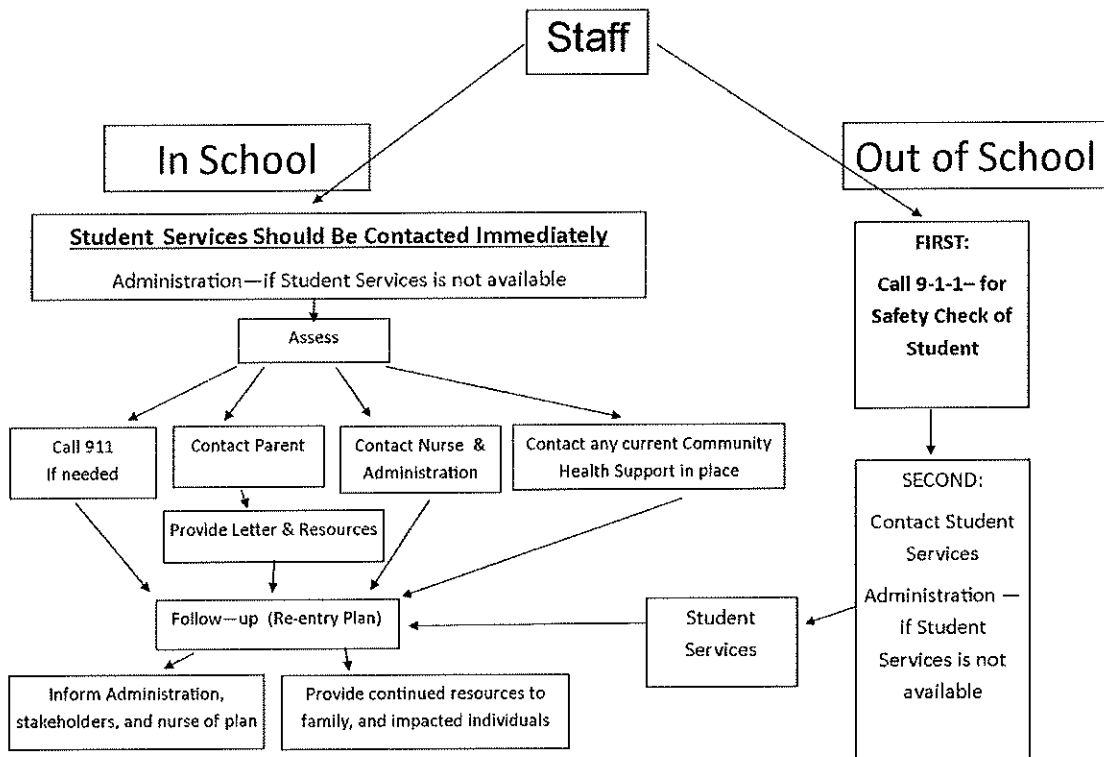 Staff
In School
Out of School
Student Services Should Be Contacted Immediately
Administration—if Student Services is not available
FIRST:
Call 9-1-1– for
Safety Check of
Student
Assess
Call 911
If needed
Contact Parent
Contact Nurse &
Administration
Contact any current Community
Health Support in place
Provide Letter & Resources
SECOND:
Contact Student
Services
Administration —
if Student
Services is not
available
Follow—up (Re-entry Plan)
Student
Services
Inform Administration,
stakeholders, and nurse of plan
Provide continued resources to
family, and impacted individuals